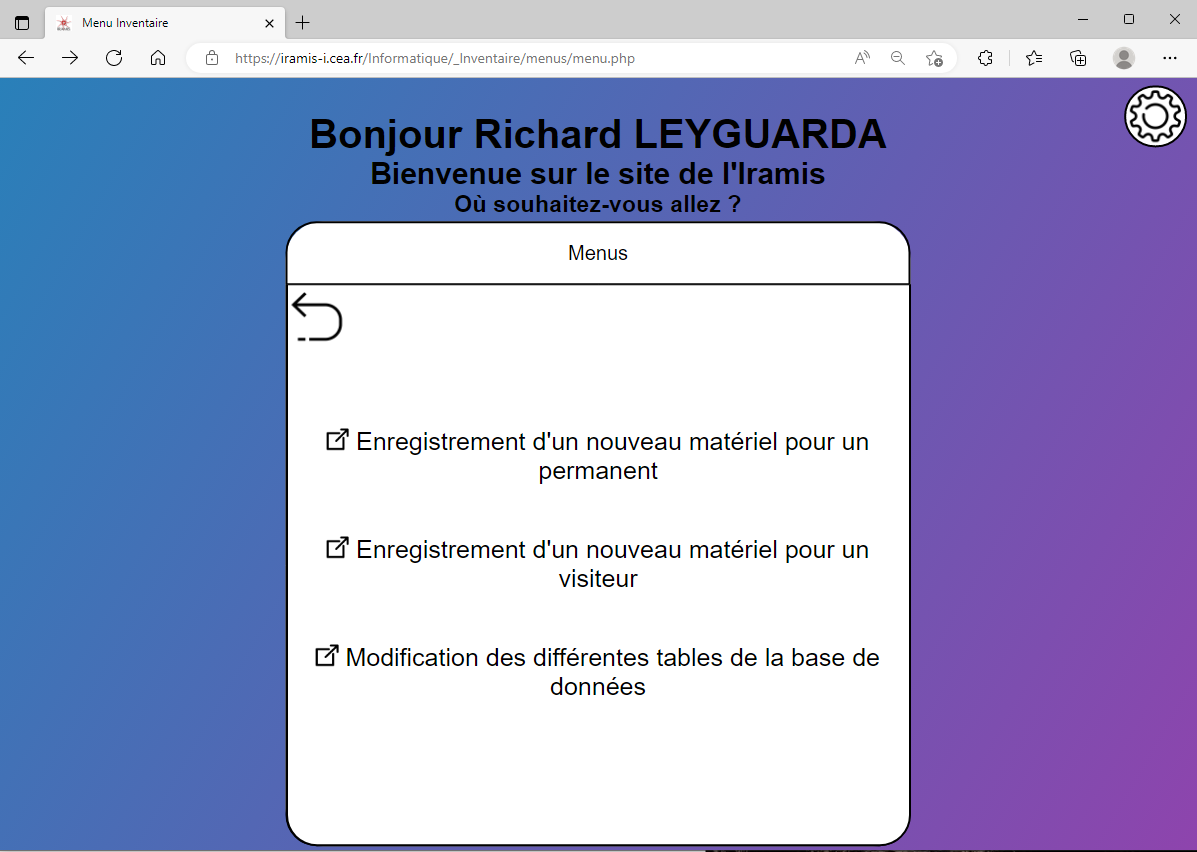 Menu Inventaire
https://iramis-i.cea.fr/Informatique/_Inventaire/menus/menu.php
Bonjour Richard LEYGUARDA
Bienvenue sur le site de l'Iramis
Où souhaitez-vous allez ?
Menus
Enregistrement d'un nouveau matériel pour un
permanent
Enregistrement d'un nouveau matériel pour un
visiteur
Modification des différentes tables de la base de
données